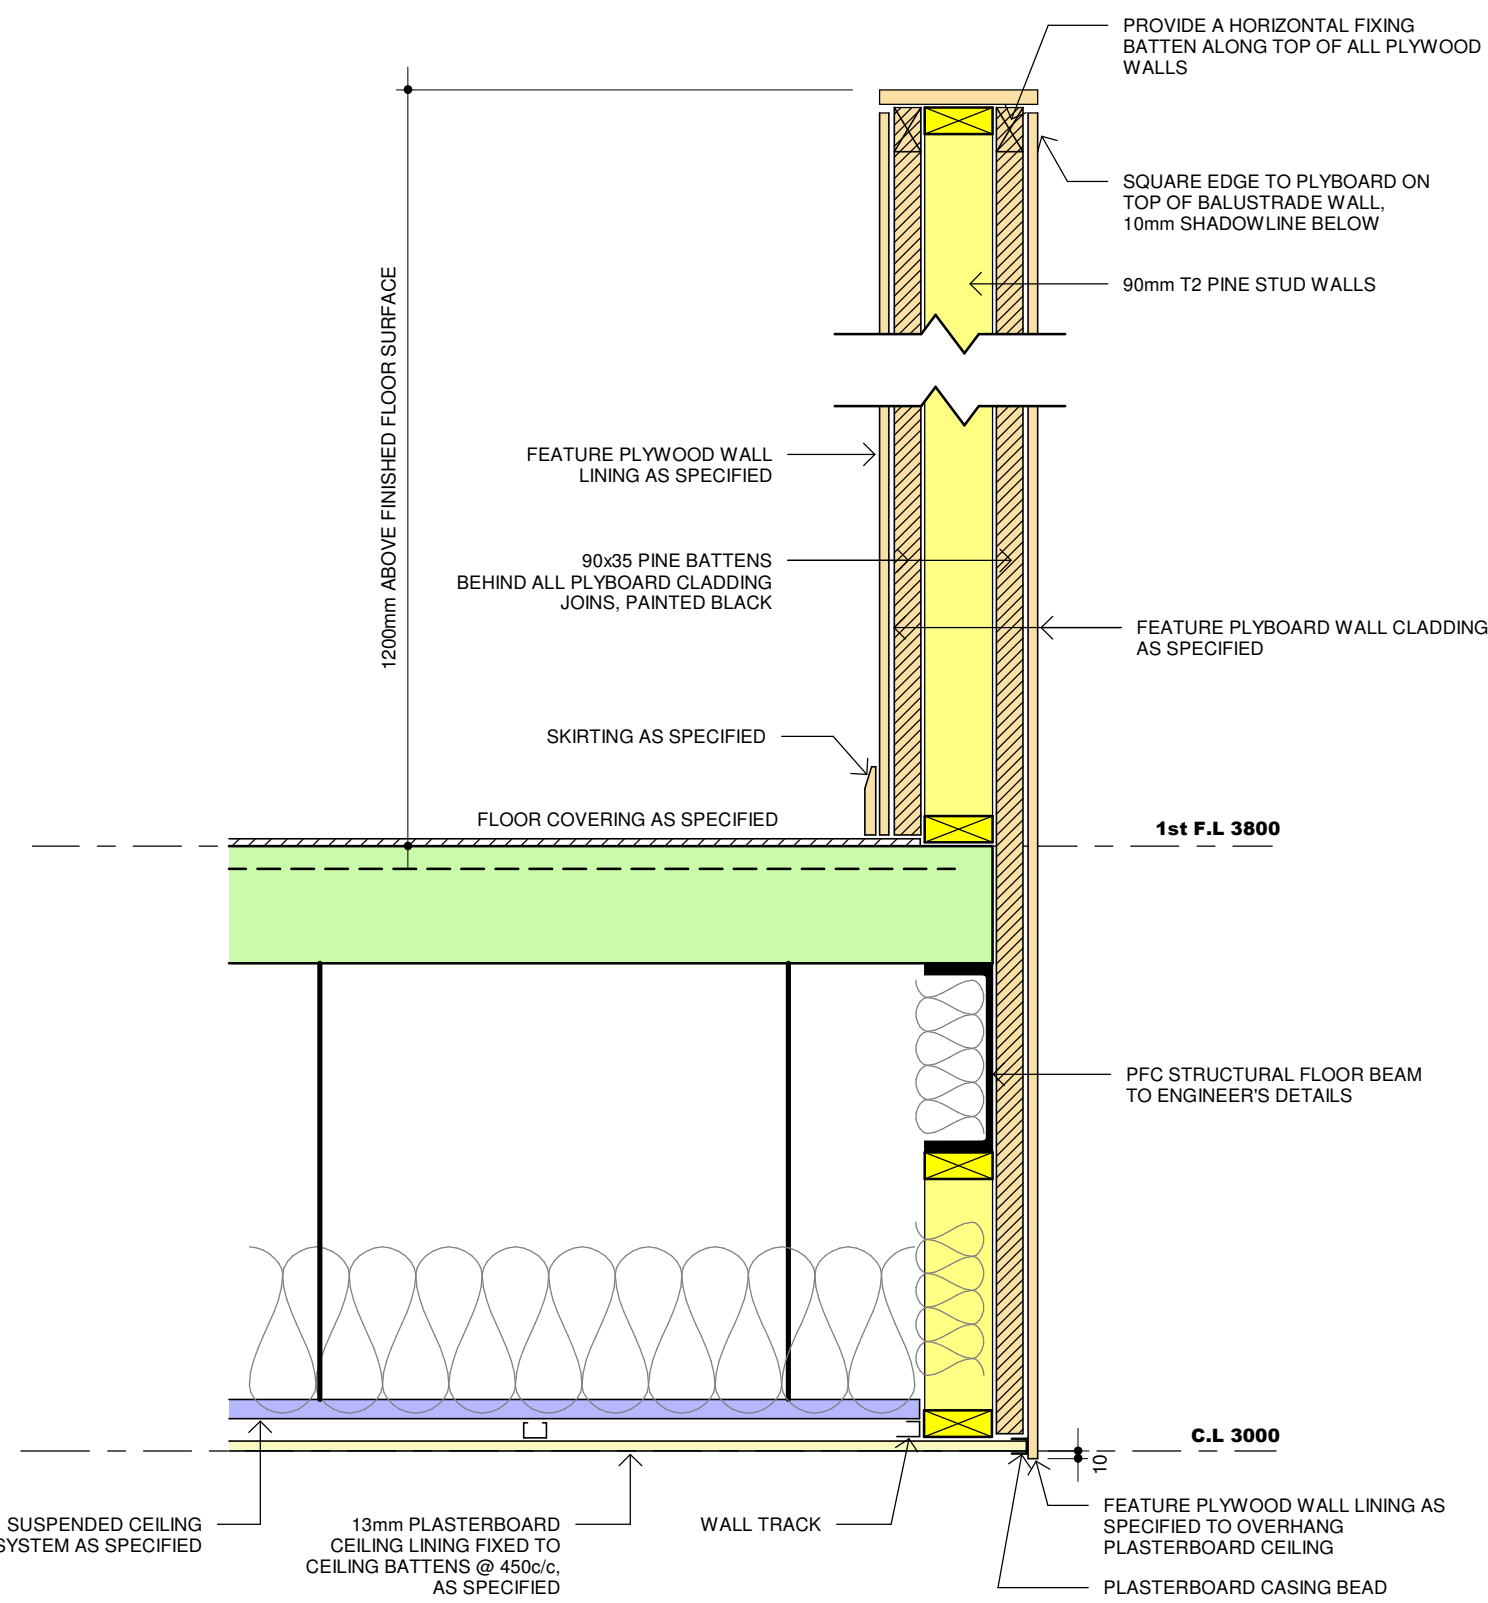 PROVIDE A HORIZONTAL FIXING
BATTEN ALONG TOP OF ALL PLYWOOD
WALLS
SQUARE EDGE TO PLYBOARD ON
TOP OF BALUSTRADE WALL,
10mm SHADOWLINE BELOW
90mm T2 PINE STUD WALLS
1200mm ABOVE FINISHED FLOOR SURFACE
FEATURE PLYWOOD WALL
LINING AS SPECIFIED
90x35 PINE BATTENS
BEHIND ALL PLYBOARD CLADDING
JOINS, PAINTED BLACK
FEATURE PLYBOARD WALL CLADDING
AS SPECIFIED
SKIRTING AS SPECIFIED
FLOOR COVERING AS SPECIFIED
1st F.L 3800
PFC STRUCTURAL FLOOR BEAM
TO ENGINEER'S DETAILS
C.L 3000
10
SUSPENDED CEILING
SYSTEM AS SPECIFIED
13mm PLASTERBOARD
CEILING LINING FIXED TO
CEILING BATTENS @ 450c/c,
AS SPECIFIED
WALL TRACK
FEATURE PLYWOOD WALL LINING AS
SPECIFIED TO OVERHANG
PLASTERBOARD CEILING
PLASTERBOARD CASING BEAD